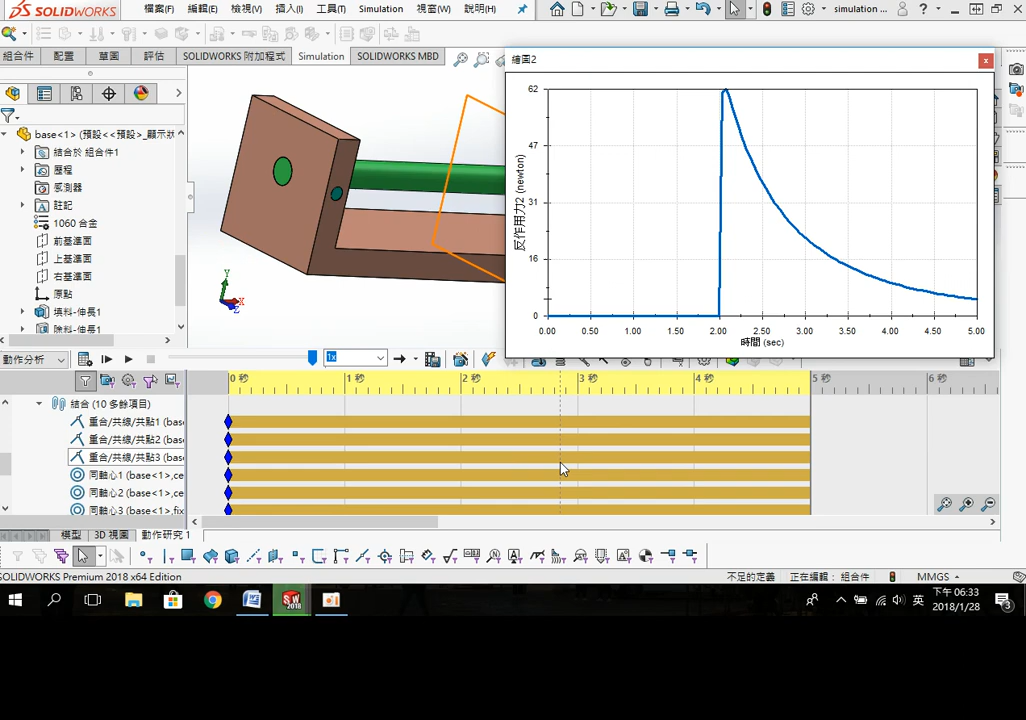 SOLIDWORKS 檔案(F) 編輯(E) 檢視(V) 插入(I) 工具(T) Simulation 視窗(W) 說明(H) simulation ...
組合件 配置 草圖 評估 SOLIDWORKS 附加程式 Simulation SOLIDWORKS MBD
base<1> (預設<<預設>_顯示狀
結合於 組合件1
歷程
感測器
註記
1060 合金
前基準面
上基準面
右基準面
原點
填料-伸長1
除料-伸長1
Y
X
Z
繪圖2
反作用力2 (newton)
62
47
31
16
0
0.00 0.50 1.00 1.50 2.00 2.50 3.00 3.50 4.00 4.50 5.00
時間 (sec)
動作分析 1x
0 秒 1 秒 2 秒 3 秒 4 秒 5 秒 6 秒
結合 (10 多餘項目)
重合/共線/共點1 (base
重合/共線/共點2 (base
重合/共線/共點3 (base
同軸心1 (base<1>,ce
同軸心2 (base<1>,ce
同軸心3 (base<1>,fix
模型 3D 視圖 動作研究 1
SOLIDWORKS Premium 2018 x64 Edition 不足的定義 正在編輯：組合件 MMGS
SW
2018
英
下午 06:33
2018/1/28
3